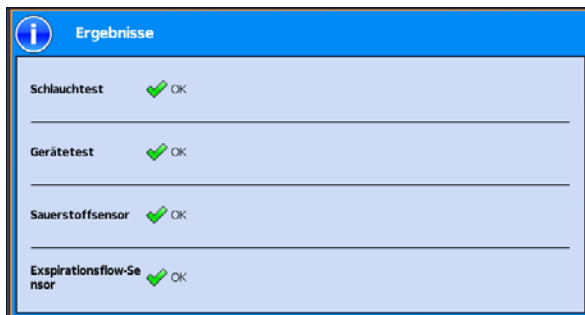 Ergebnisse
Schlauchtest OK
Gerätetest OK
Sauerstoffsensor OK
Exspirationsflow-Se OK
nsor